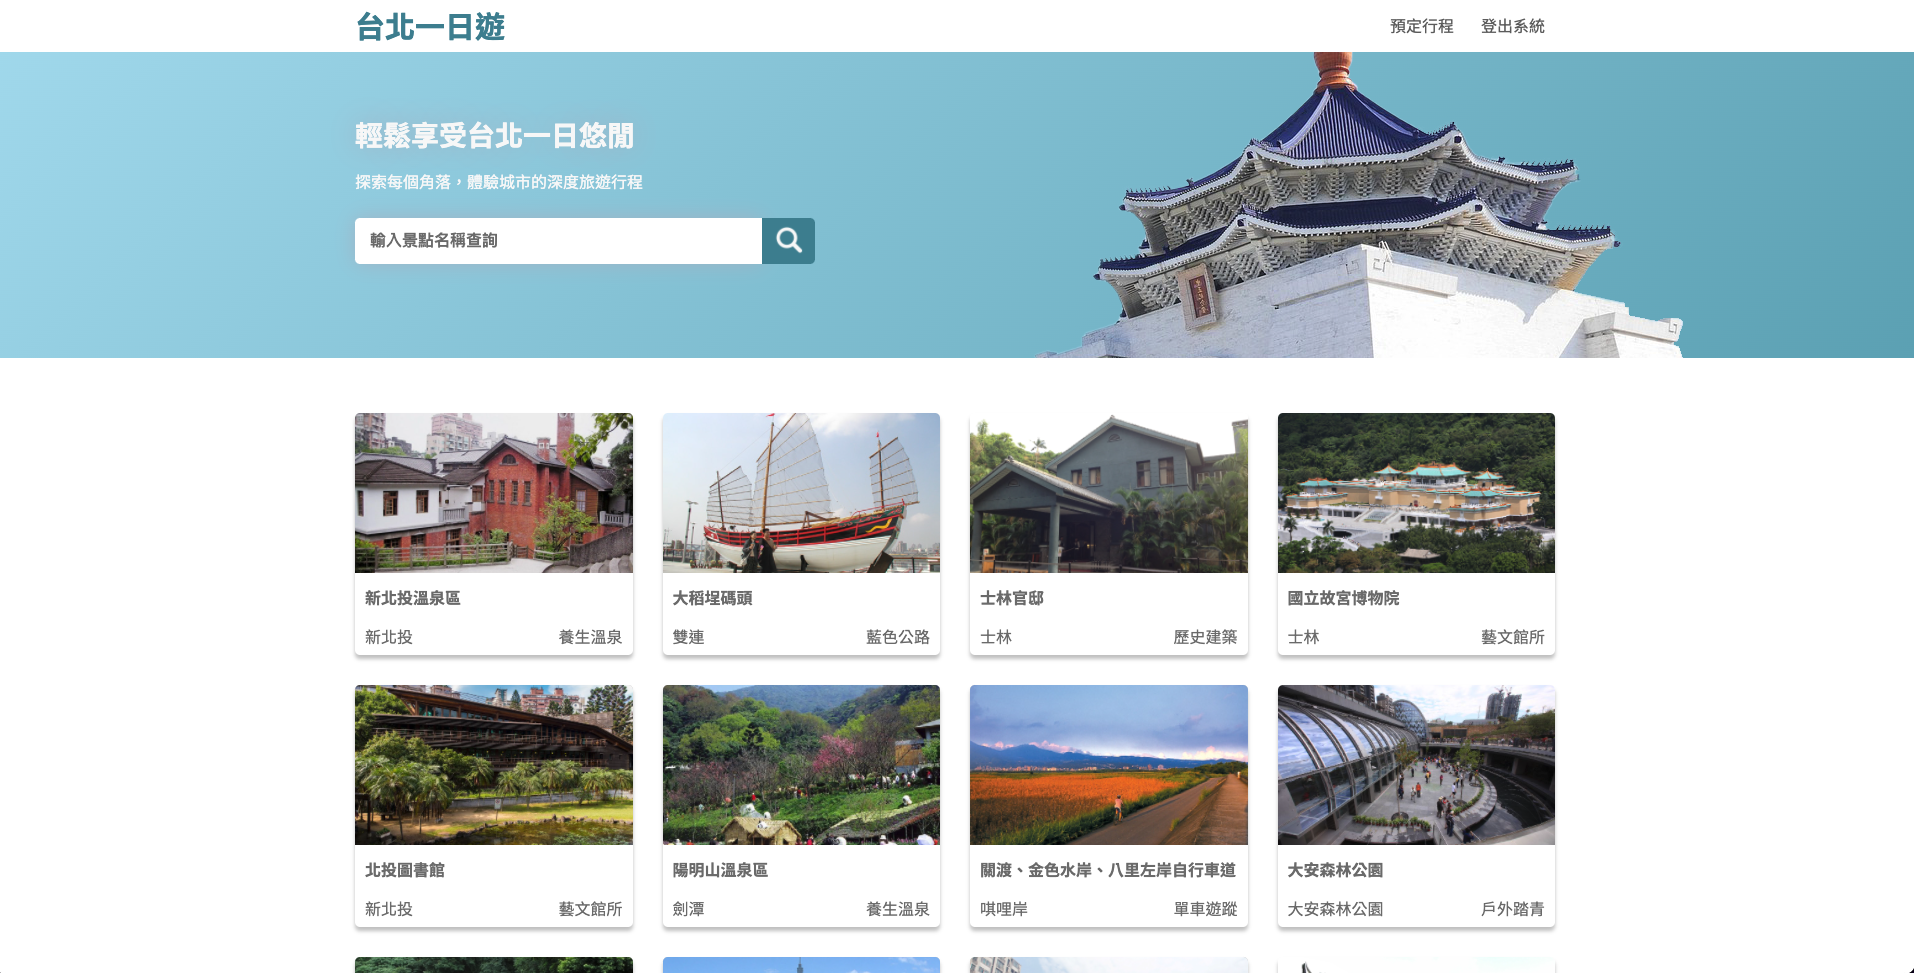 台北一日遊
預定行程 登出系統
輕鬆享受台北一日悠閒
探索每個角落，體驗城市的深度旅遊行程
輸入景點名稱查詢
新北投溫泉區
新北投 養生溫泉
大稻埕碼頭
雙連 藍色公路
士林官邸
士林 歷史建築
國立故宮博物院
士林 藝文館所
北投圖書館
新北投 藝文館所
陽明山溫泉區
劍潭 養生溫泉
關渡、金色水岸、八里左岸自行車道
唭哩岸 單車遊蹤
大安森林公園
大安森林公園 戶外踏青